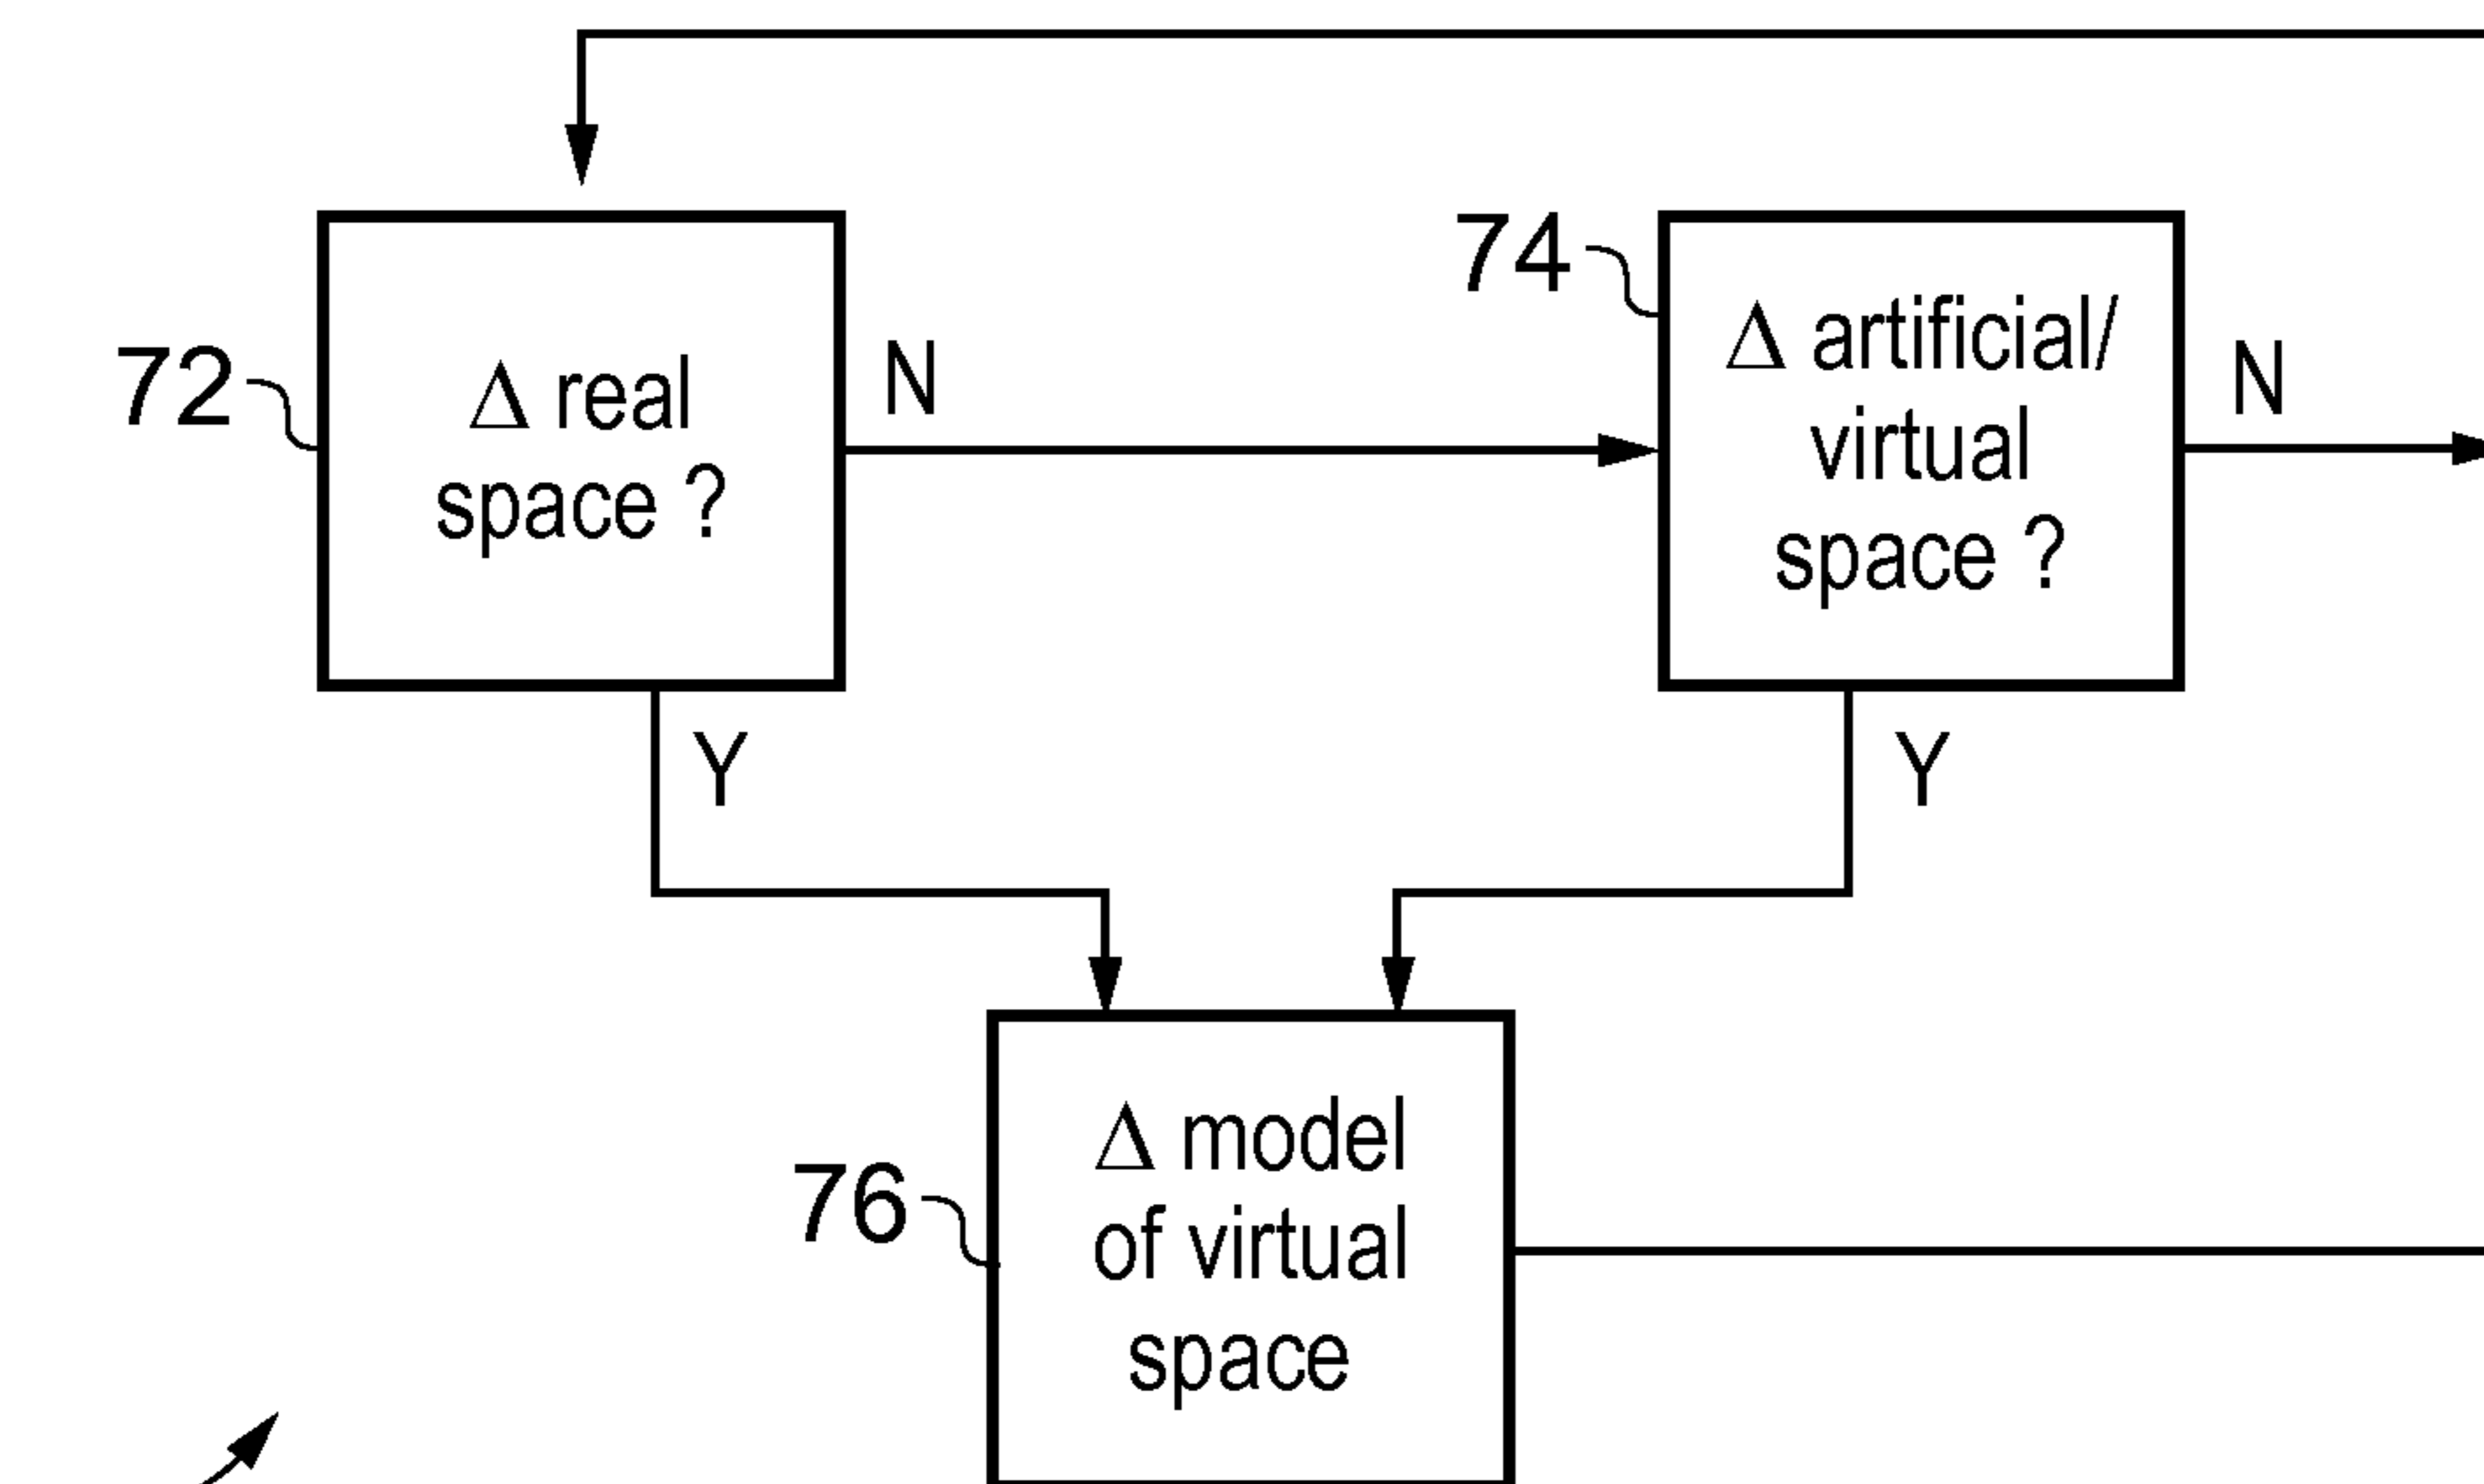 72
Δ real
space ?
N
74
Δ artificial/
virtual
space ?
N
Y
Y
76
Δ model
of virtual
space